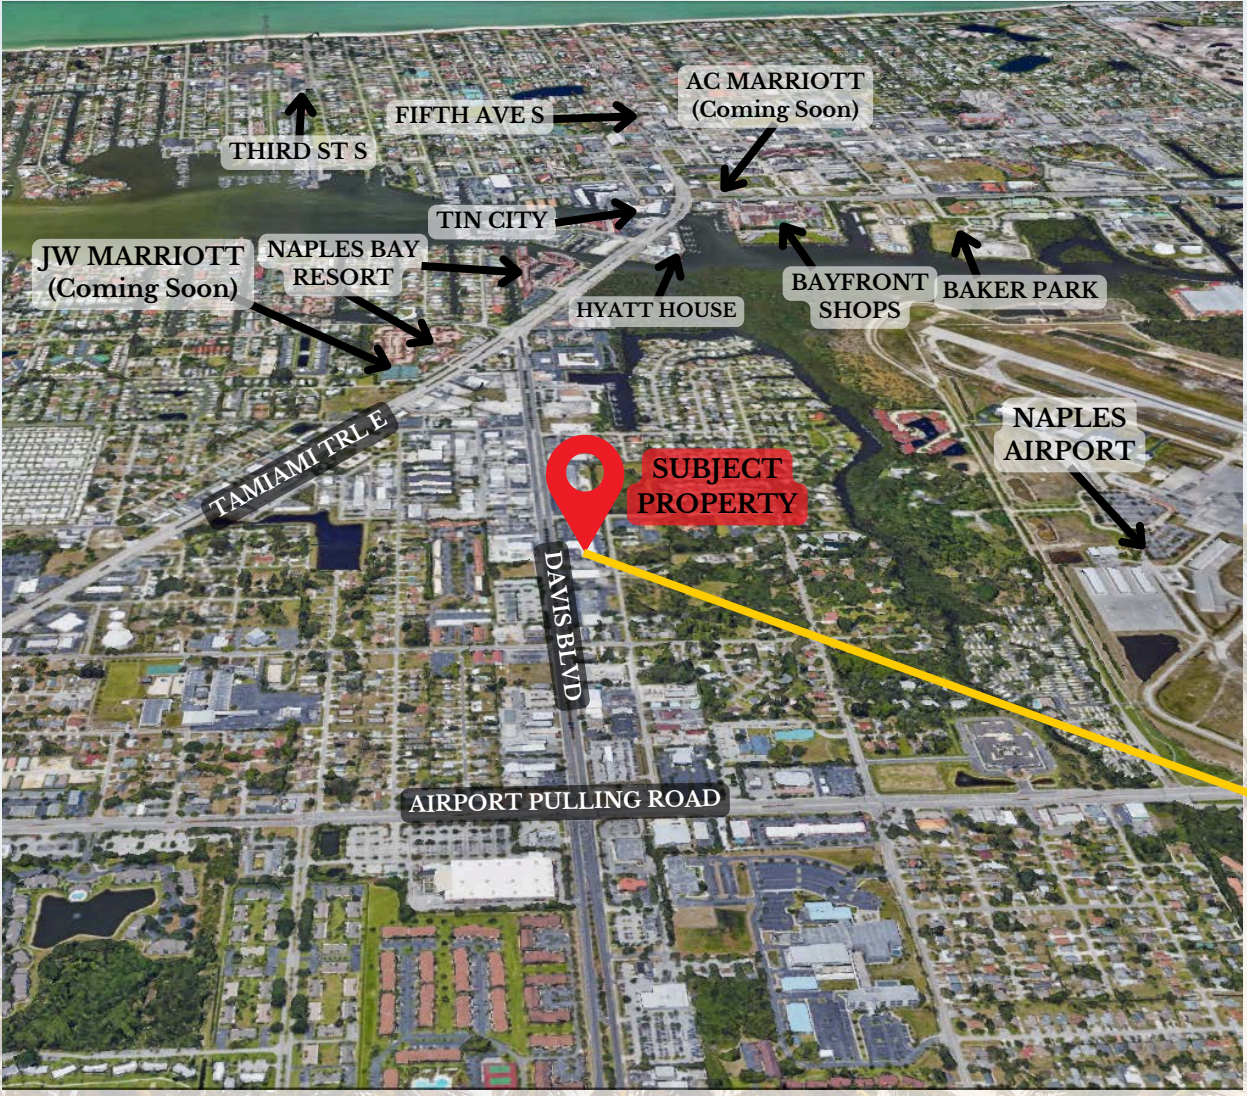 AC MARRIOTT
(Coming Soon)
FIFTH AVE S
THIRD ST S
TIN CITY
JW MARRIOTT
(Coming Soon)
NAPLES BAY
RESORT
HYATT HOUSE
BAYFRONT
SHOPS
BAKER PARK
TAMIAMI TRL E
NAPLES
AIRPORT
SUBJECT
PROPERTY
DAVIS BLVD
AIRPORT PULLING ROAD